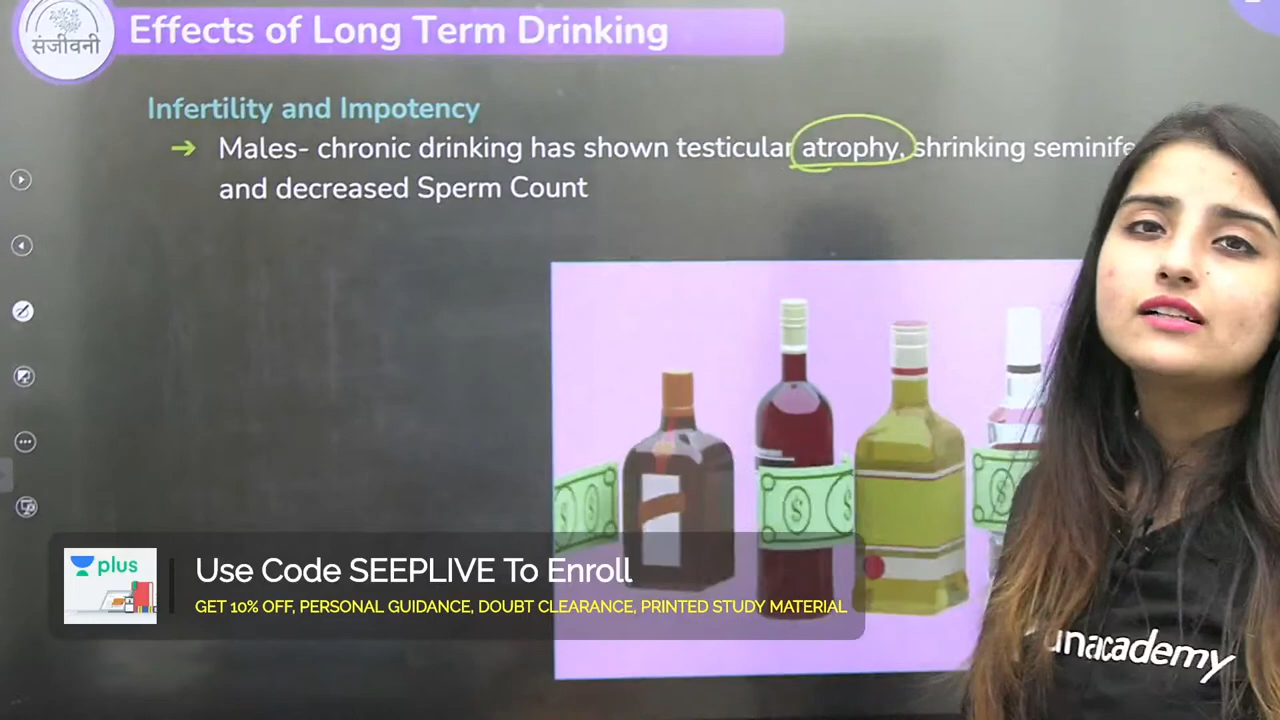 Effects of Long Term Drinking
संजीवनी
Infertility and Impotency
➔ Males- chronic drinking has shown testicular atrophy, shrinking
and decreased Sperm Count
plus
Use Code SEEPLIVE To Enroll
GET 10% OFF, PERSONAL GUIDANCE, DOUBT CLEARANCE, PRINTED STUDY MATERIAL
unacademy